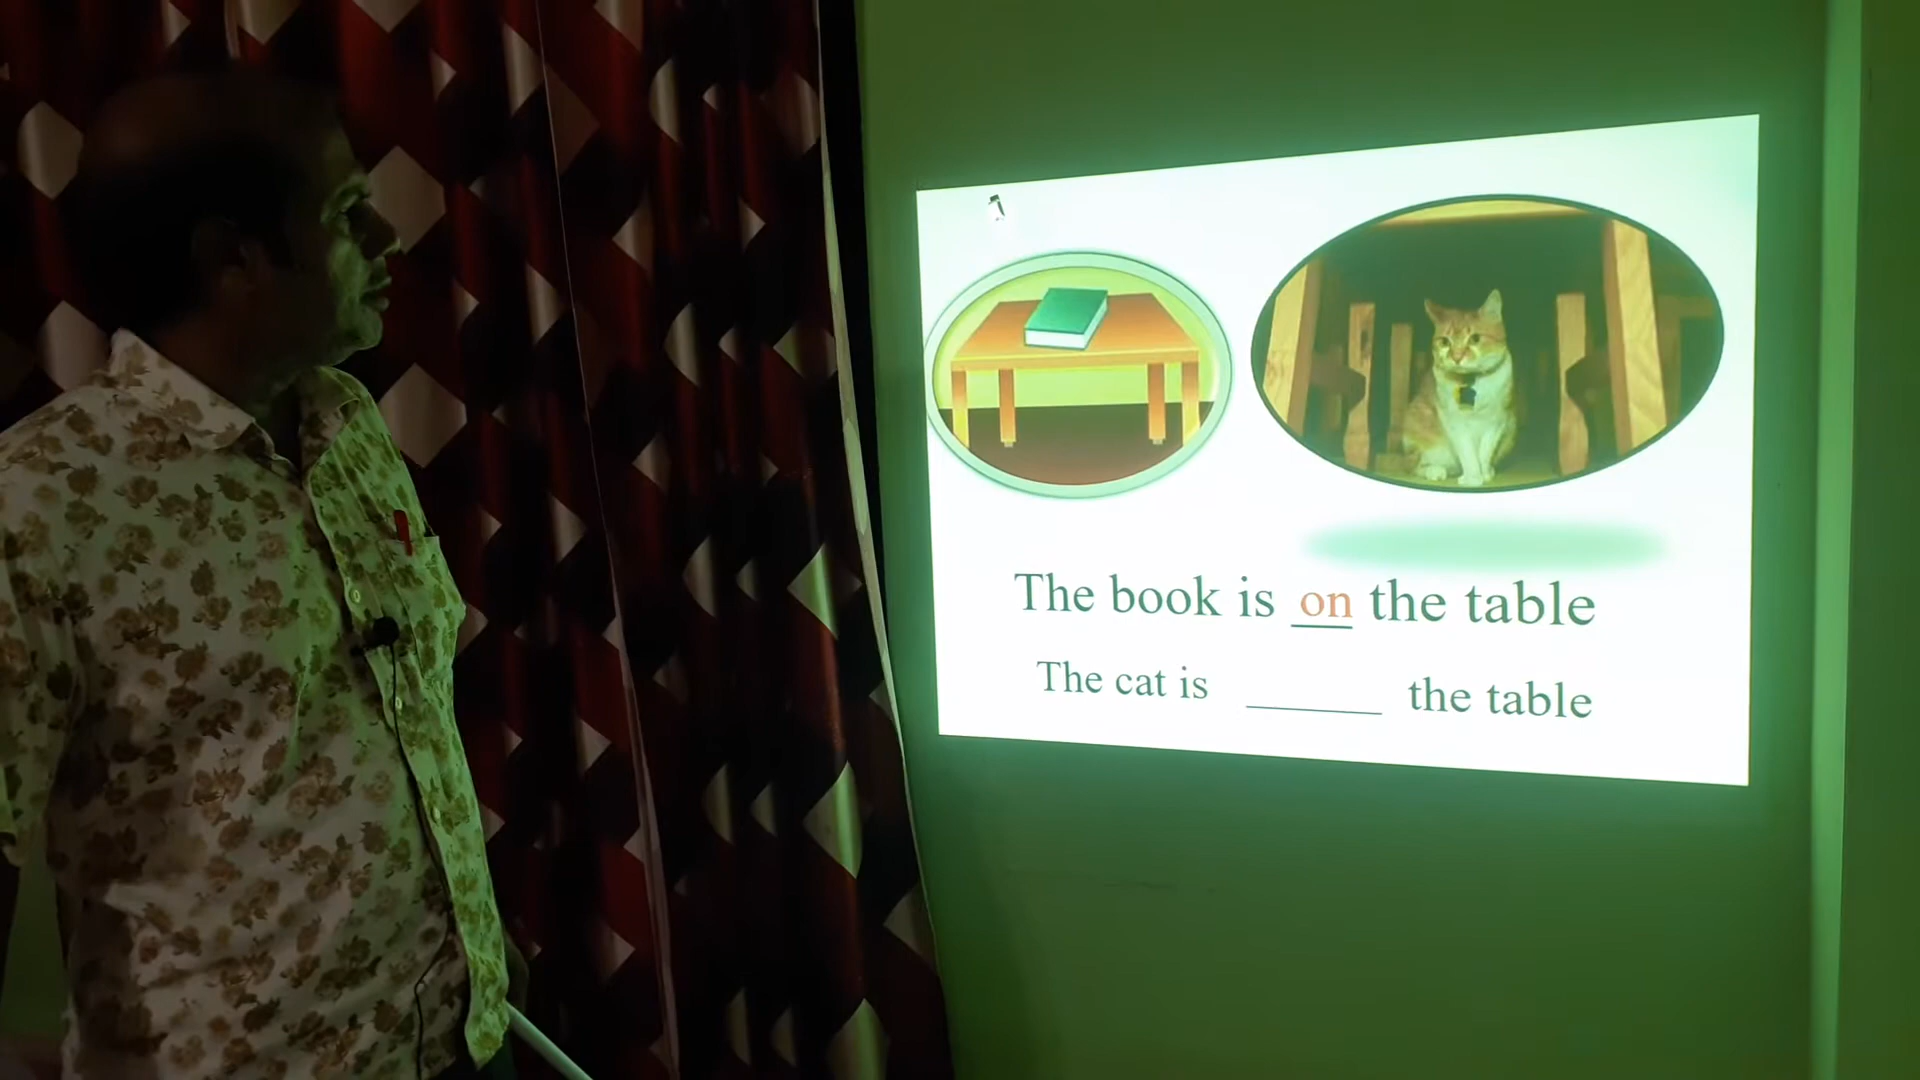 The book is on the table
The cat is ______ the table